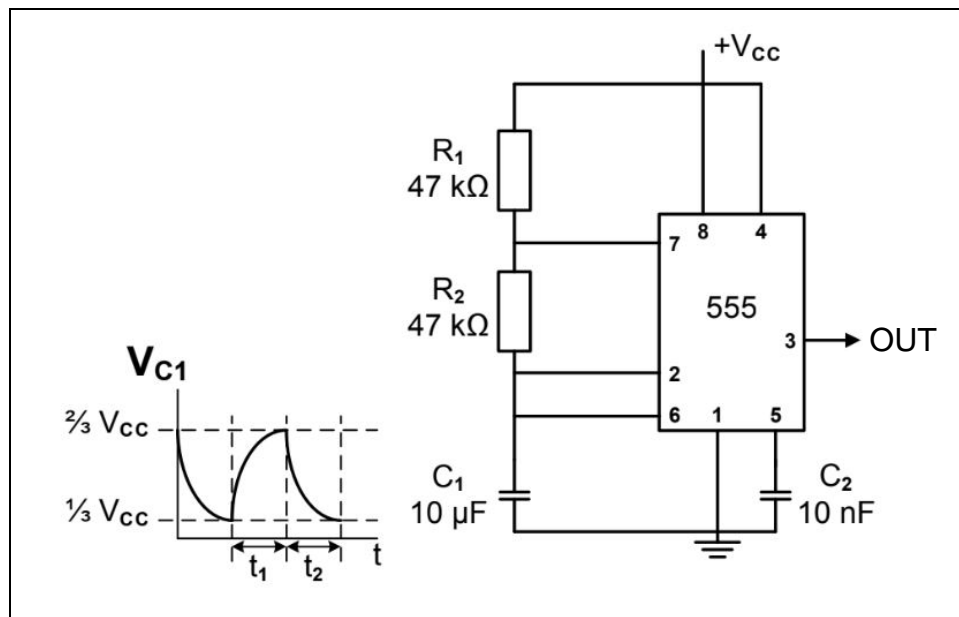 +Vcc
R₁
47 kΩ
8 4
7
R₂
47 kΩ
555
3 OUT
2
6 1 5
C₁
10 µF
C₂
10 nF
V_C1
⅔ Vcc
⅓ Vcc
t₁ t₂ t